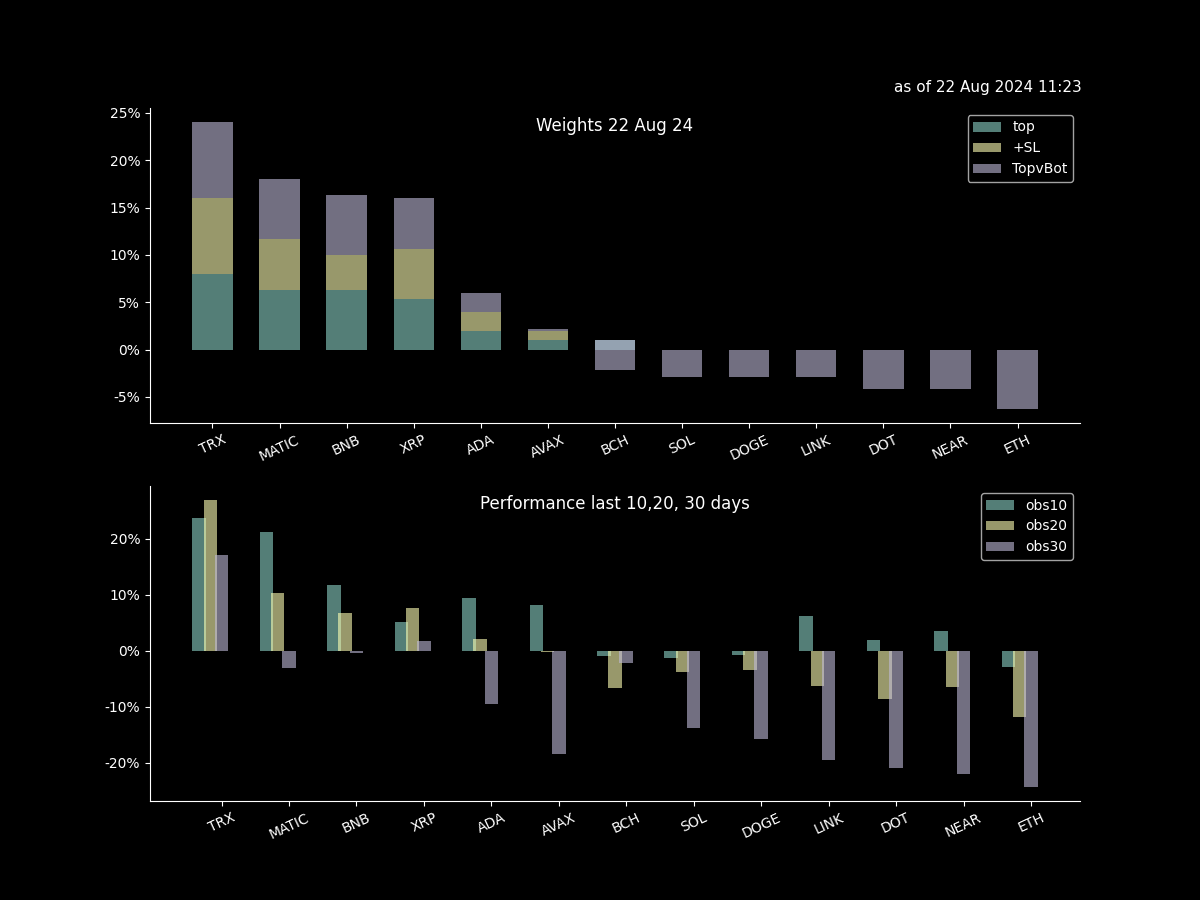 as of 22 Aug 2024 11:23
Weights 22 Aug 24
top
+SL
TopvBot
25%
20%
15%
10%
5%
0%
-5%
TRX MATIC BNB XRP ADA AVAX BCH SOL DOGE LINK DOT NEAR ETH
Performance last 10,20, 30 days
obs10
obs20
obs30
20%
10%
0%
-10%
-20%
TRX MATIC BNB XRP ADA AVAX BCH SOL DOGE LINK DOT NEAR ETH